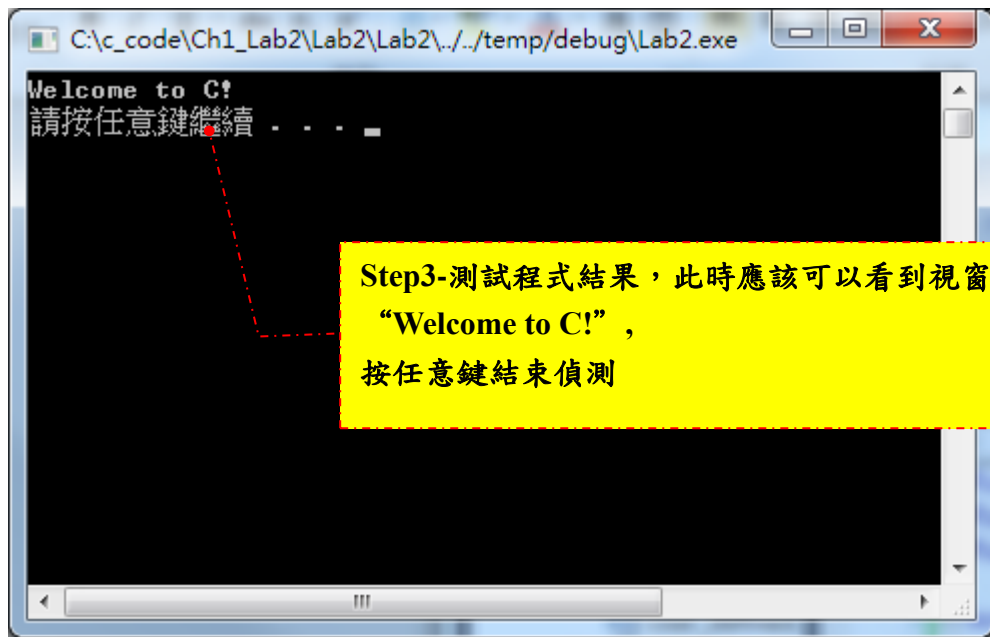 C:\c_code\Ch1_Lab2\Lab2\Lab2\../../temp/debug\Lab2.exe
Welcome to C!
請按任意鍵繼續 . . .
Step3-測試程式結果，此時應該可以看到視窗
“Welcome to C!”,
按任意鍵結束偵測